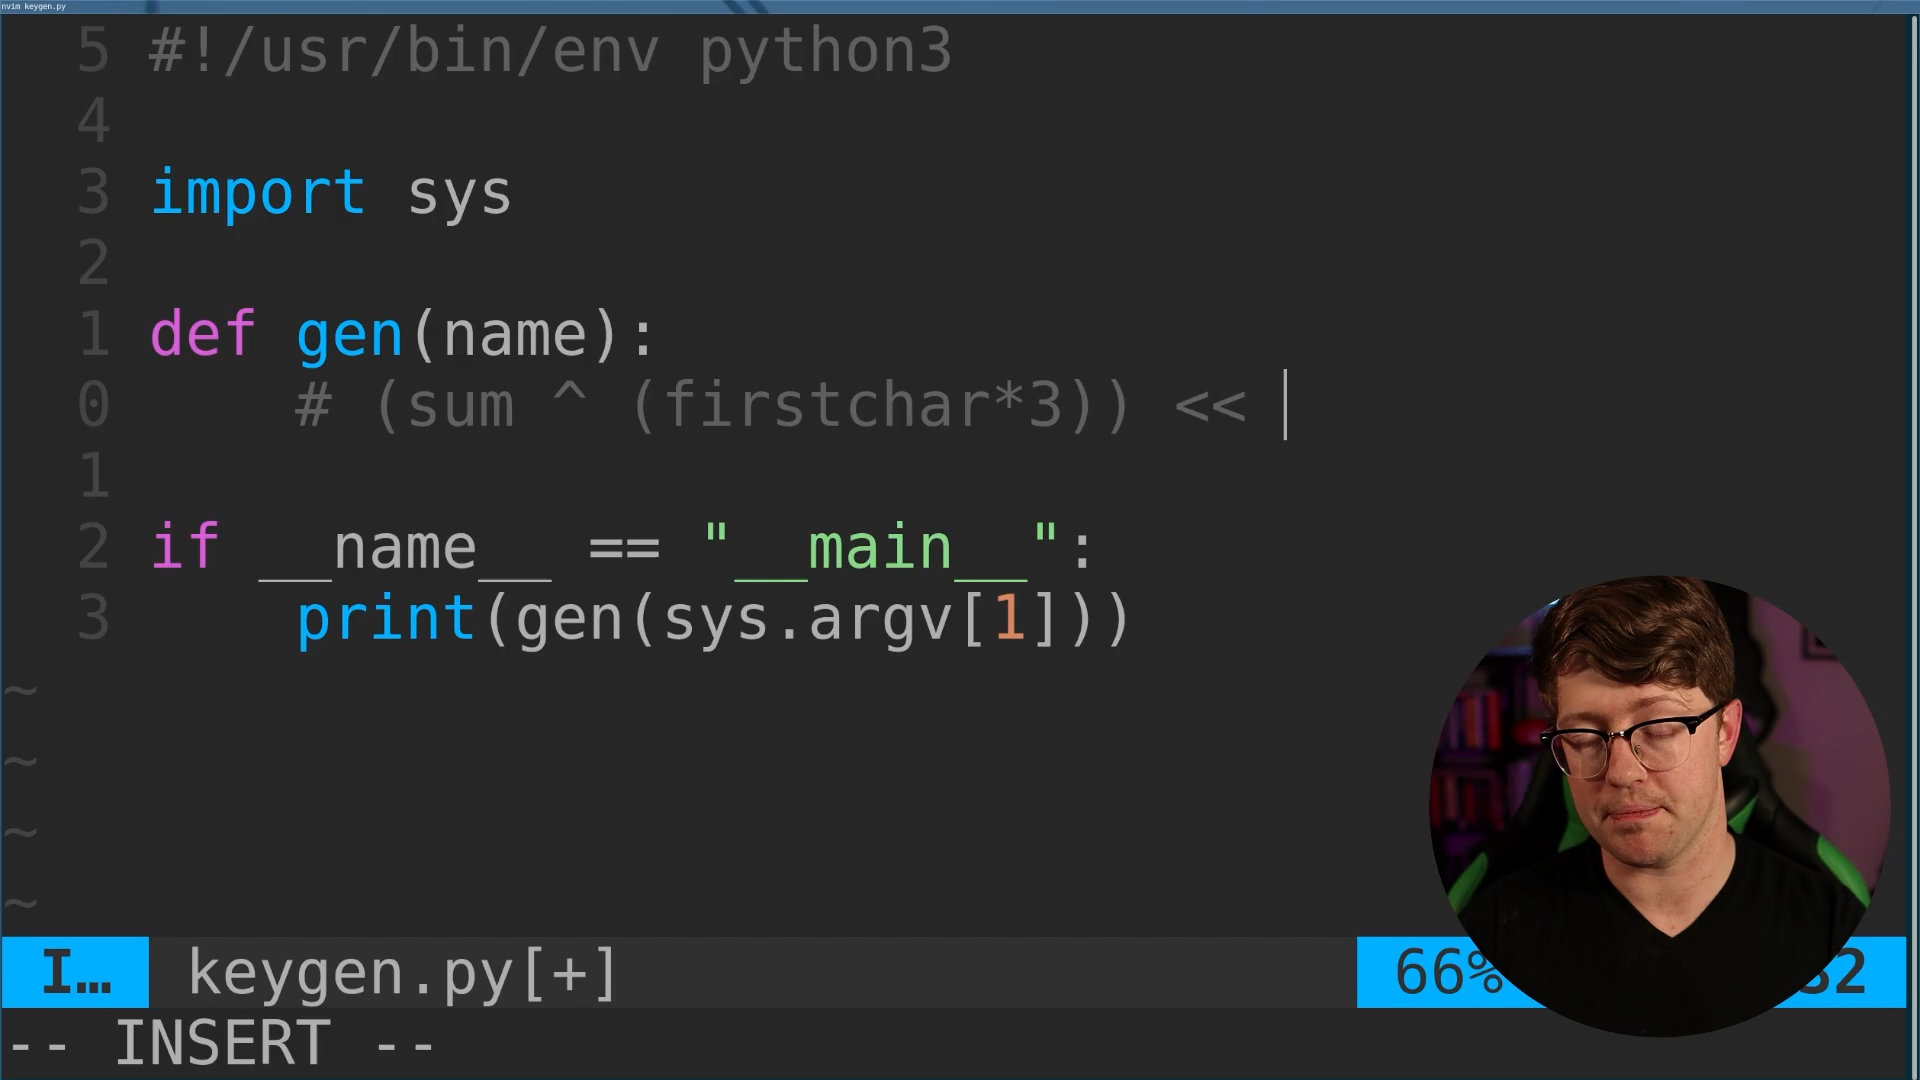 nvim keygen.py
5 #!/usr/bin/env python3
4
3 import sys
2
1 def gen(name):
0     # (sum ^ (firstchar*3)) <<
1
2 if __name__ == "__main__":
3     print(gen(sys.argv[1]))
~
~
~
~
I… keygen.py[+] 66%
-- INSERT --